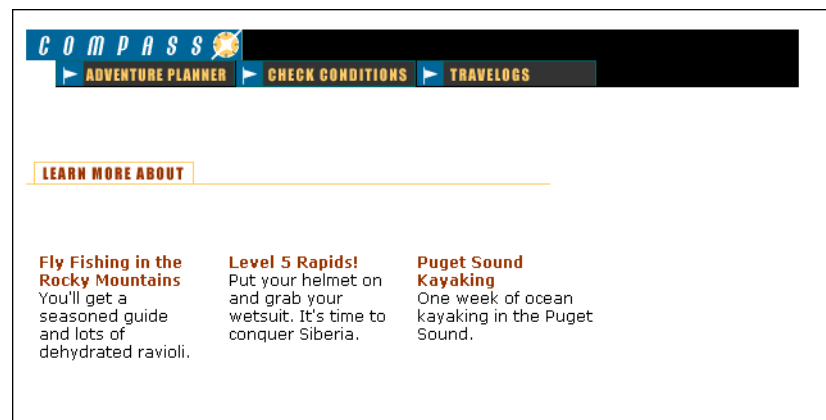 COMPASS
ADVENTURE PLANNER CHECK CONDITIONS TRAVELOGS
LEARN MORE ABOUT
Fly Fishing in the
Rocky Mountains
You'll get a
seasoned guide
and lots of
dehydrated ravioli.
Level 5 Rapids!
Put your helmet on
and grab your
wetsuit. It's time to
conquer Siberia.
Puget Sound
Kayaking
One week of ocean
kayaking in the Puget
Sound.